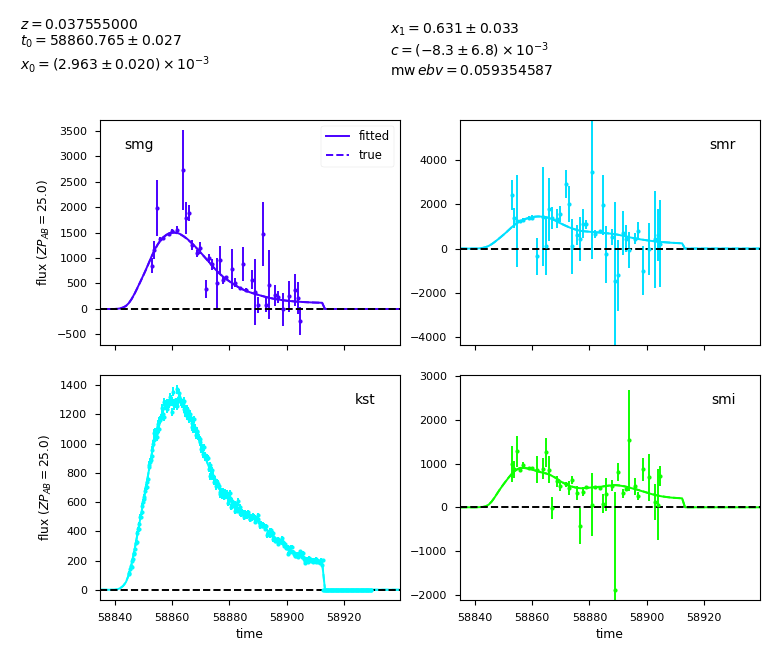 z = 0.037555000
t₀ = 58860.765 ± 0.027
x₀ = (2.963 ± 0.020) × 10⁻³
x₁ = 0.631 ± 0.033
c = (−8.3 ± 6.8) × 10⁻³
mw ebv = 0.059354587
smg
fitted
true
3500
3000
2500
2000
1500
1000
500
0
−500
flux (ZP_AB = 25.0)
smr
4000
2000
0
−2000
−4000
kst
1400
1200
1000
800
600
400
200
0
flux (ZP_AB = 25.0)
58840 58860 58880 58900 58920
time
smi
3000
2000
1000
0
−1000
−2000
58840 58860 58880 58900 58920
time